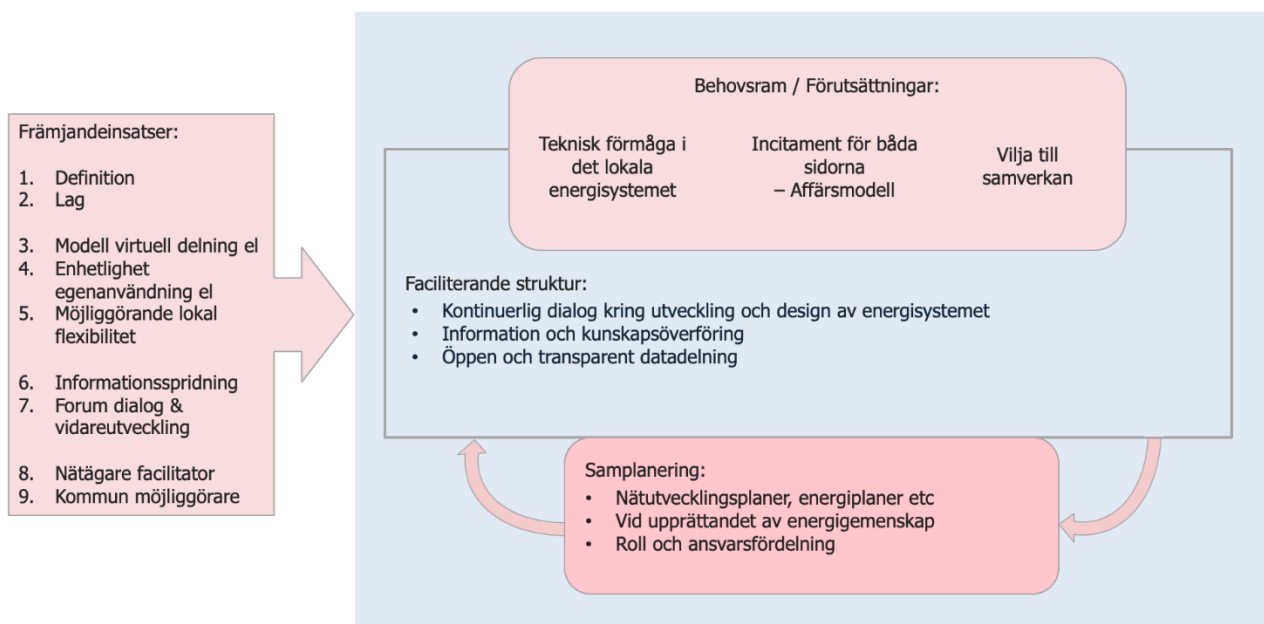 Främjandeinsatser:
1. Definition
2. Lag
3. Modell virtuell delning el
4. Enhetlighet
egenanvändning el
5. Möjliggörande lokal
flexibilitet
6. Informationsspridning
7. Forum dialog &
vidareutveckling
8. Nätägare facilitator
9. Kommun möjliggörare
Behovsram / Förutsättningar:
Teknisk förmåga i
det lokala
energisystemet
Incitament för båda
sidorna
– Affärsmodell
Vilja till
samverkan
Faciliterande struktur:
• Kontinuerlig dialog kring utveckling och design av energisystemet
• Information och kunskapsöverföring
• Öppen och transparent datadelning
Samplanering:
• Nätutvecklingsplaner, energiplaner etc
• Vid upprättandet av energigemenskap
• Roll och ansvarsfördelning